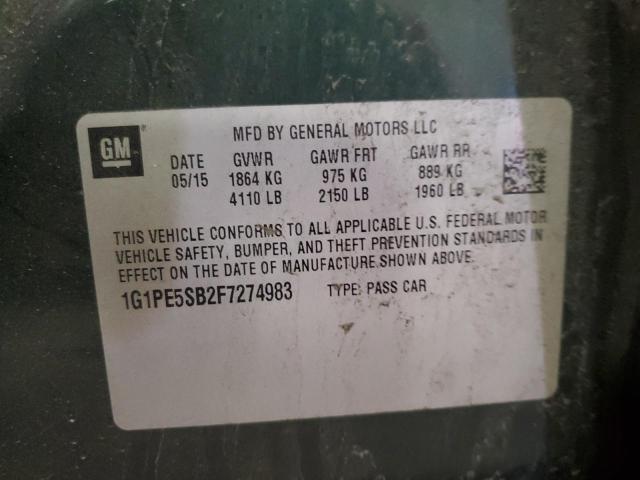 GM ®
MFD BY GENERAL MOTORS LLC
DATE GVWR GAWR FRT GAWR RR
05/15 1864 KG 975 KG 889 KG
4110 LB 2150 LB 1960 LB
THIS VEHICLE CONFORMS TO ALL APPLICABLE U.S. FEDERAL MOTOR
VEHICLE SAFETY, BUMPER, AND THEFT PREVENTION STANDARDS IN
EFFECT ON THE DATE OF MANUFACTURE SHOWN ABOVE.
1G1PE5SB2F7274983 TYPE: PASS CAR